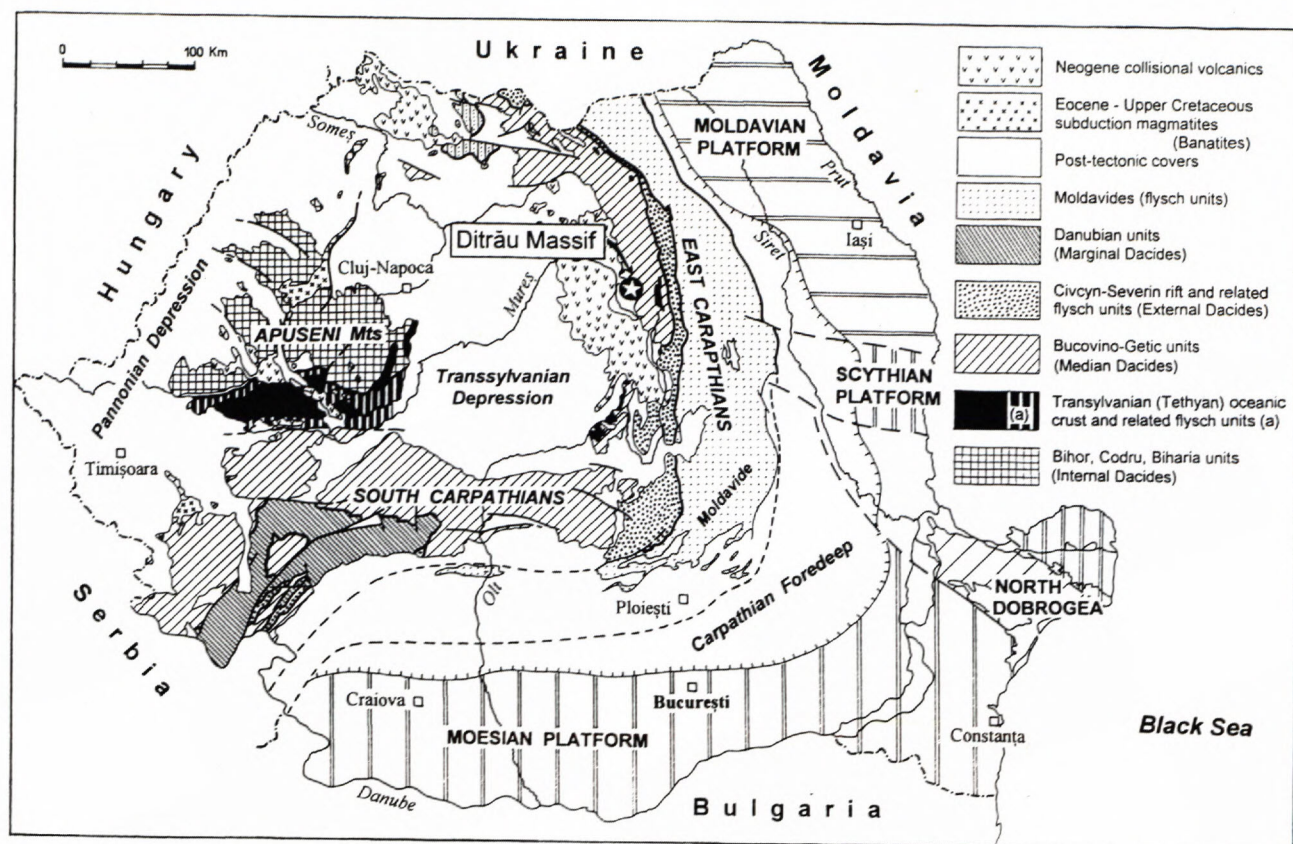 0 100 Km
Ukraine
Moldavia
Hungary
Serbia
Bulgaria
Black Sea
Someș
MOLDAVIAN
PLATFORM
Prut
Siret
Iași
Ditrău Massif
Cluj-Napoca
Mureș
Pannonian Depression
APUSENI Mts
EAST CARAPTHIANS
Transsylvanian
Depression
SCYTHIAN
PLATFORM
Timișoara
SOUTH CARPATHIANS
Moldavide
Olt
Ploiești
Carpathian Foredeep
NORTH
DOBROGEA
Craiova
București
MOESIAN PLATFORM
Constanța
Danube
Neogene collisional volcanics
Eocene - Upper Cretaceous
subduction magmatites
(Banatites)
Post-tectonic covers
Moldavides (flysch units)
Danubian units
(Marginal Dacides)
Civcyn-Severin rift and related
flysch units (External Dacides)
Bucovino-Getic units
(Median Dacides)
(a)
Transylvanian (Tethyan) oceanic
crust and related flysch units (a)
Bihor, Codru, Biharia units
(Internal Dacides)